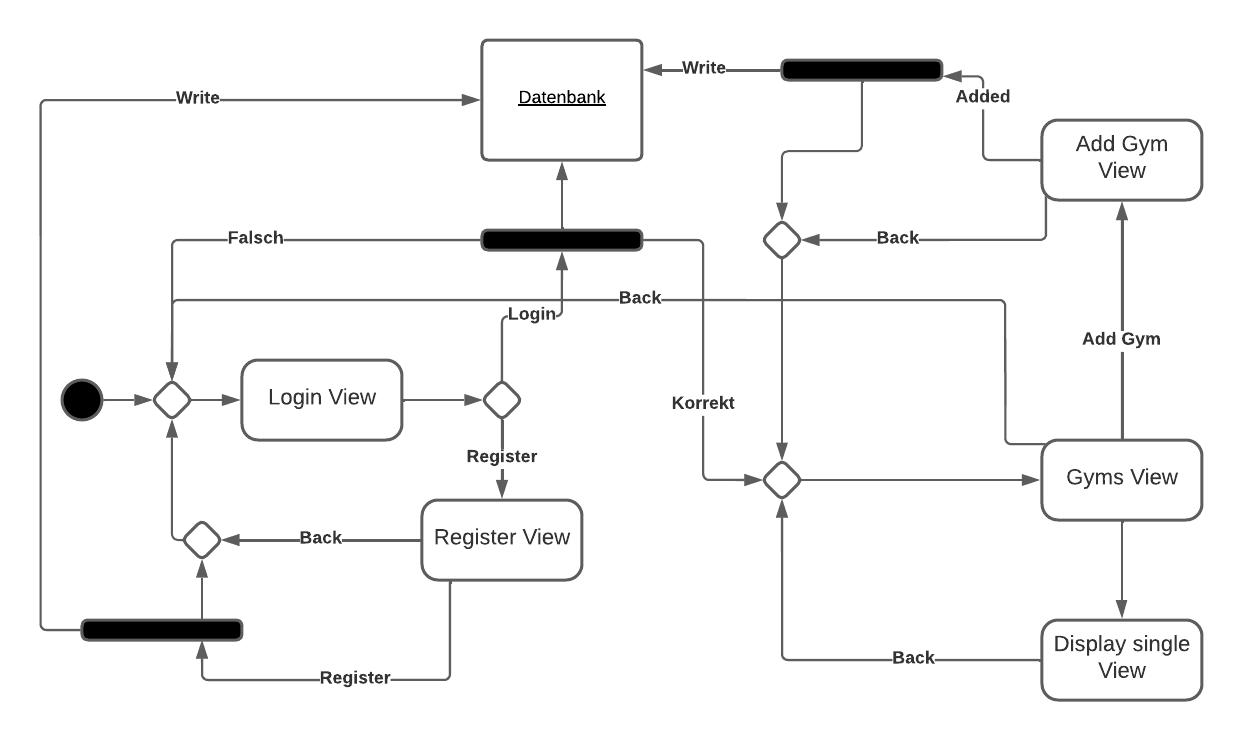 Write
Datenbank
Write
Added
Add Gym
View
Falsch
Back
Back
Login
Add Gym
Login View
Korrekt
Register
Gyms View
Back
Register View
Display single
View
Back
Register